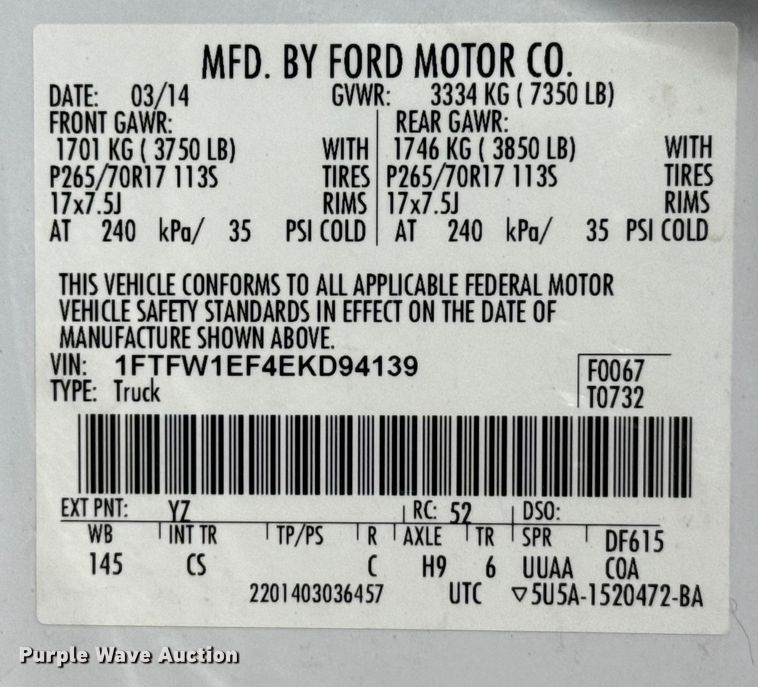 MFD. BY FORD MOTOR CO.
DATE: 03/14 GVWR: 3334 KG ( 7350 LB)
FRONT GAWR: REAR GAWR:
1701 KG ( 3750 LB) WITH 1746 KG ( 3850 LB) WITH
P265/70R17 113S TIRES P265/70R17 113S TIRES
17x7.5J RIMS 17x7.5J RIMS
AT 240 kPa/ 35 PSI COLD AT 240 kPa/ 35 PSI COLD
THIS VEHICLE CONFORMS TO ALL APPLICABLE FEDERAL MOTOR
VEHICLE SAFETY STANDARDS IN EFFECT ON THE DATE OF
MANUFACTURE SHOWN ABOVE.
VIN: 1FTFW1EF4EKD94139 F0067
TYPE: Truck T0732
EXT PNT: YZ RC: 52 DSO:
WB INT TR TP/PS R AXLE TR SPR DF615
145 CS C H9 6 UUAA COA
2201403036457 UTC ▽5U5A-1520472-BA
Purple Wave Auction